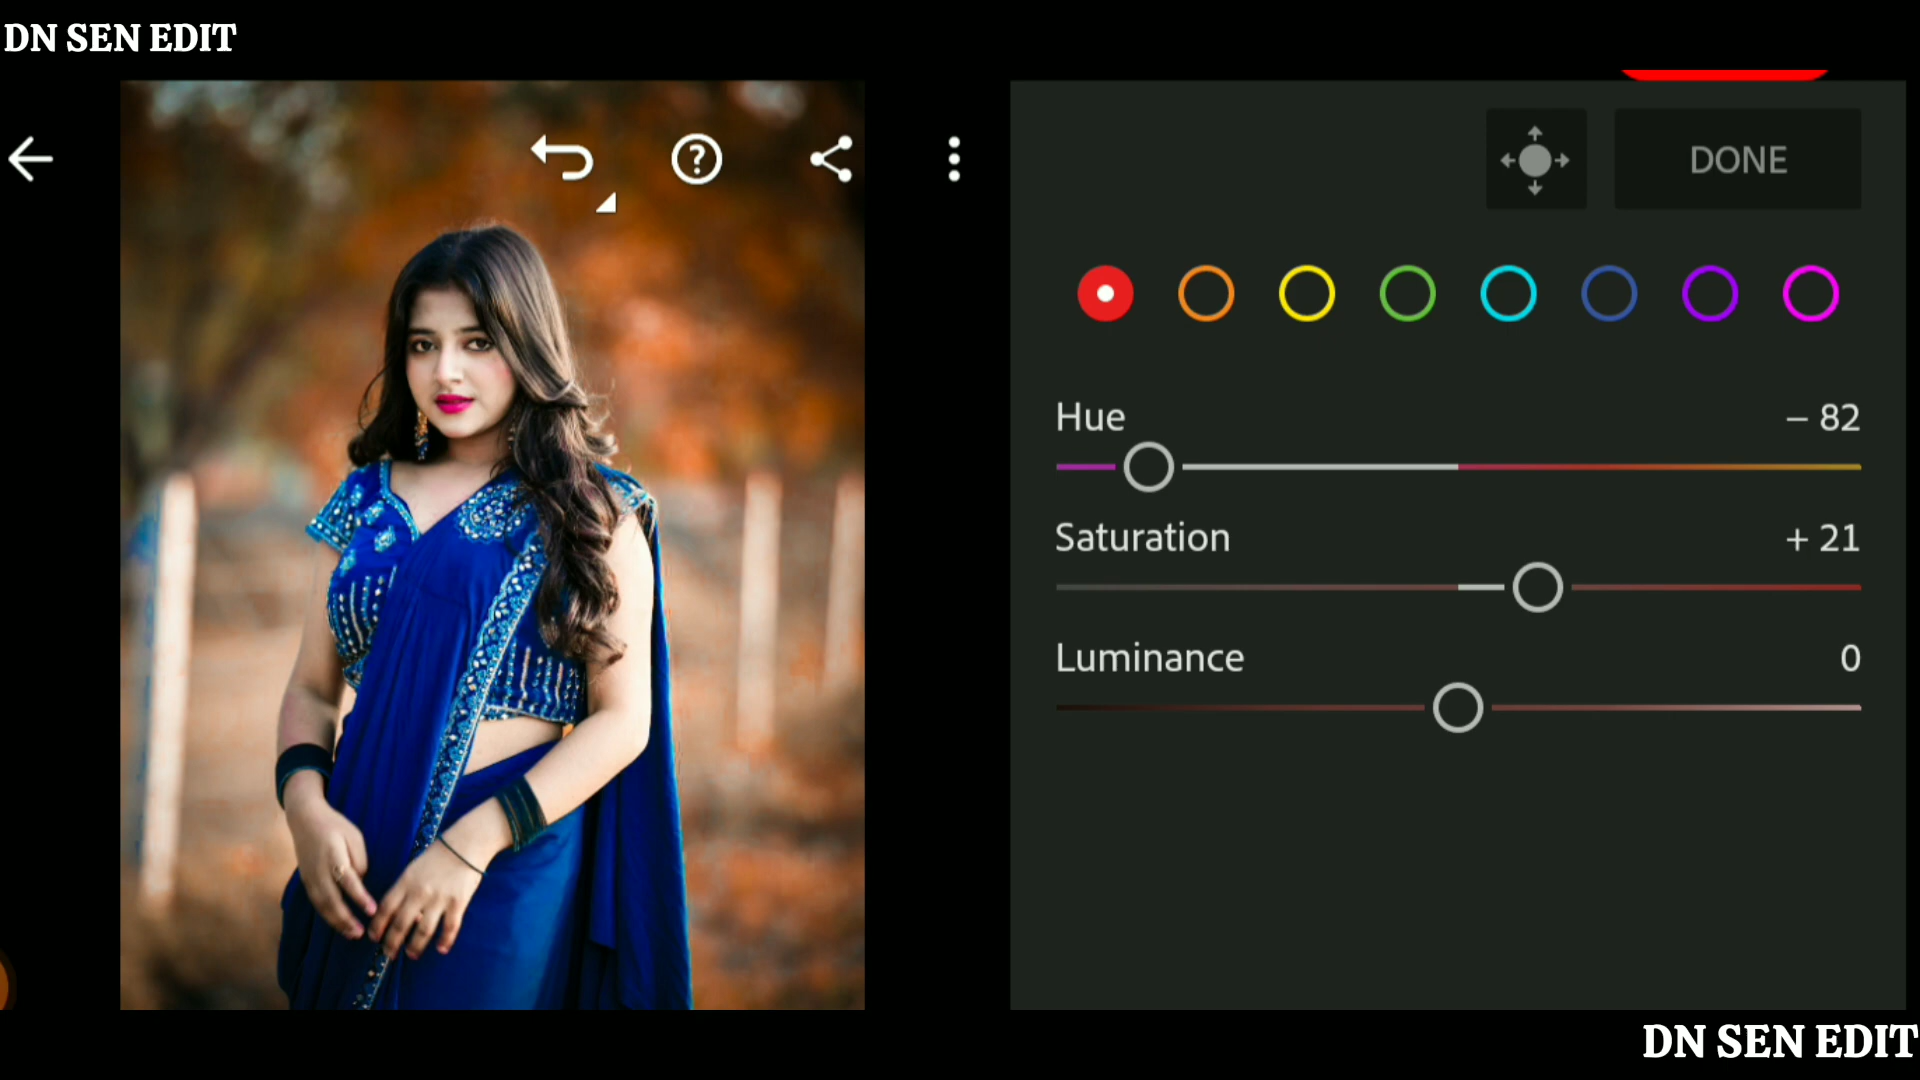 DN SEN EDIT
DONE
Hue – 82
Saturation + 21
Luminance 0
DN SEN EDIT